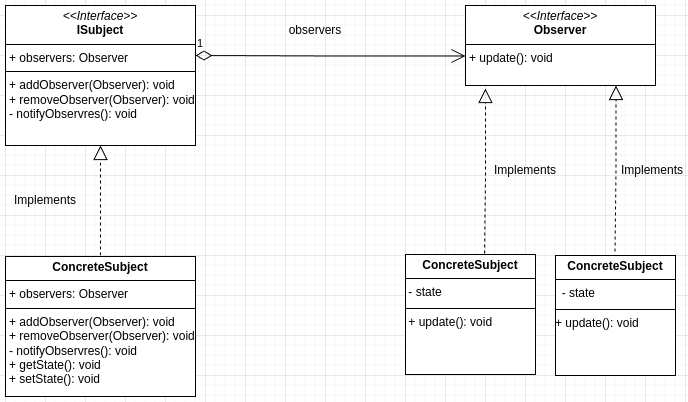 <<Interface>>
ISubject
+ observers: Observer
+ addObserver(Observer): void
+ removeObserver(Observer): void
- notifyObservres(): void
1
observers
<<Interface>>
Observer
+ update(): void
Implements
Implements
Implements
ConcreteSubject
+ observers: Observer
+ addObserver(Observer): void
+ removeObserver(Observer): void
- notifyObservres(): void
+ getState(): void
+ setState(): void
ConcreteSubject
- state
+ update(): void
ConcreteSubject
- state
+ update(): void